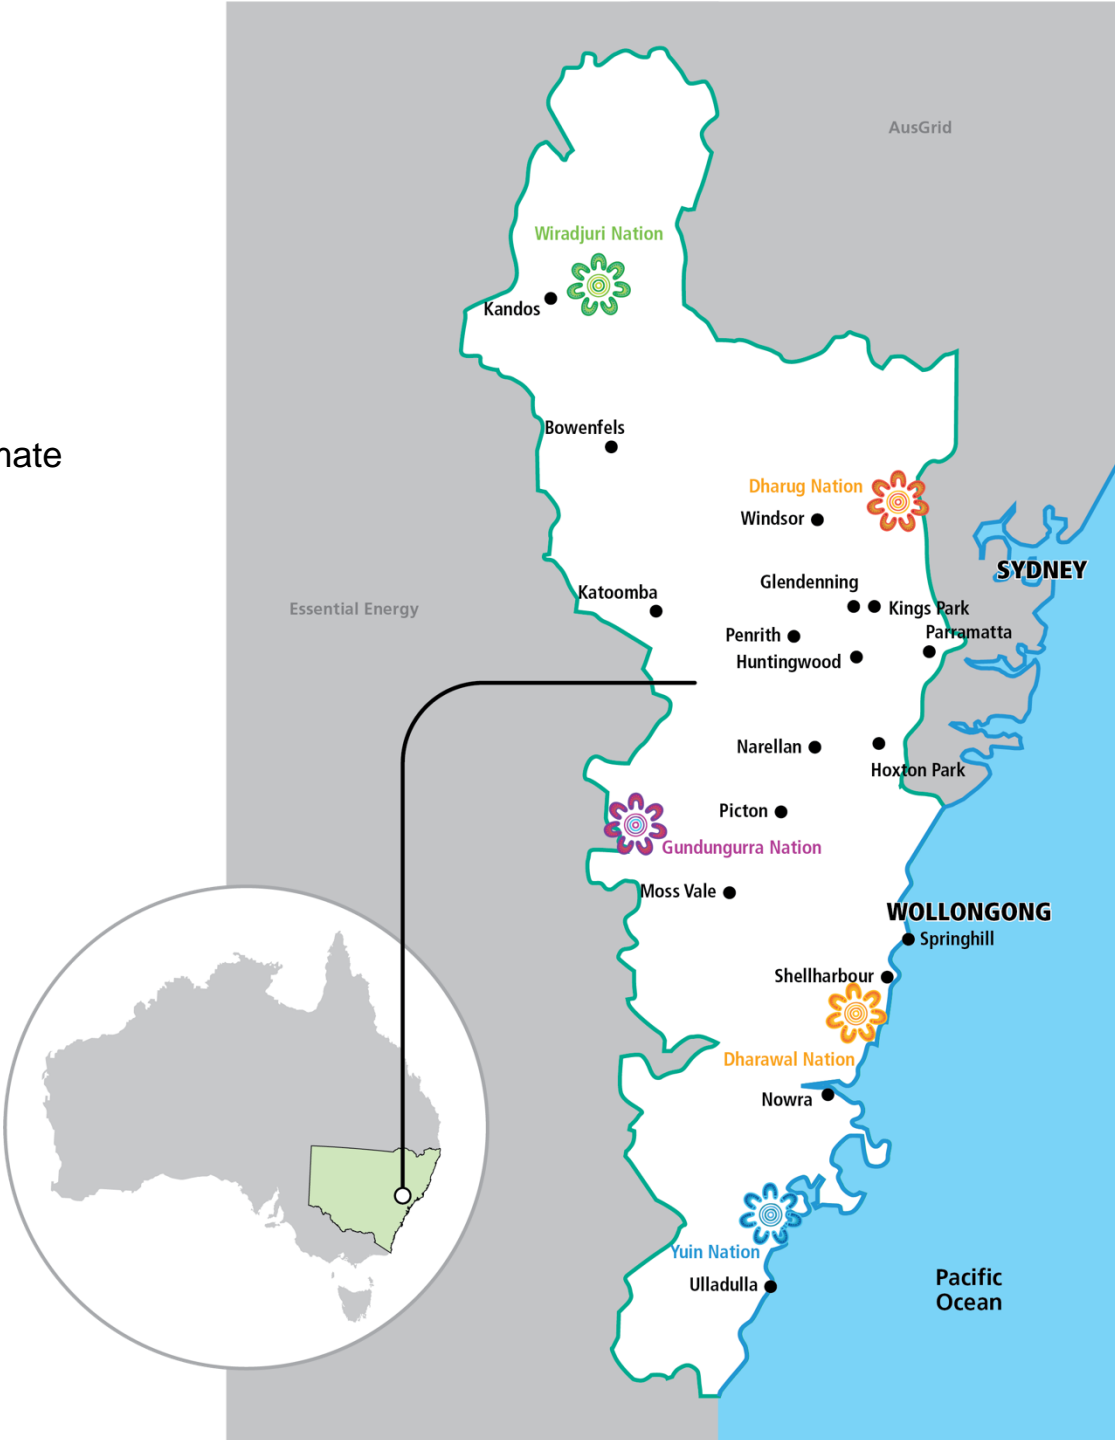 AusGrid
Wiradjuri Nation
Kandos
Bowenfels
mate
Dharug Nation
Windsor
SYDNEY
Glendenning
Katoomba
Essential Energy
Kings Park
Parramatta
Penrith
Huntingwood
Narellan
Hoxton Park
Picton
Gundungurra Nation
Moss Vale
WOLLONGONG
Springhill
Shellharbour
Dharawal Nation
Nowra
Yuin Nation
Ulladulla
Pacific
Ocean